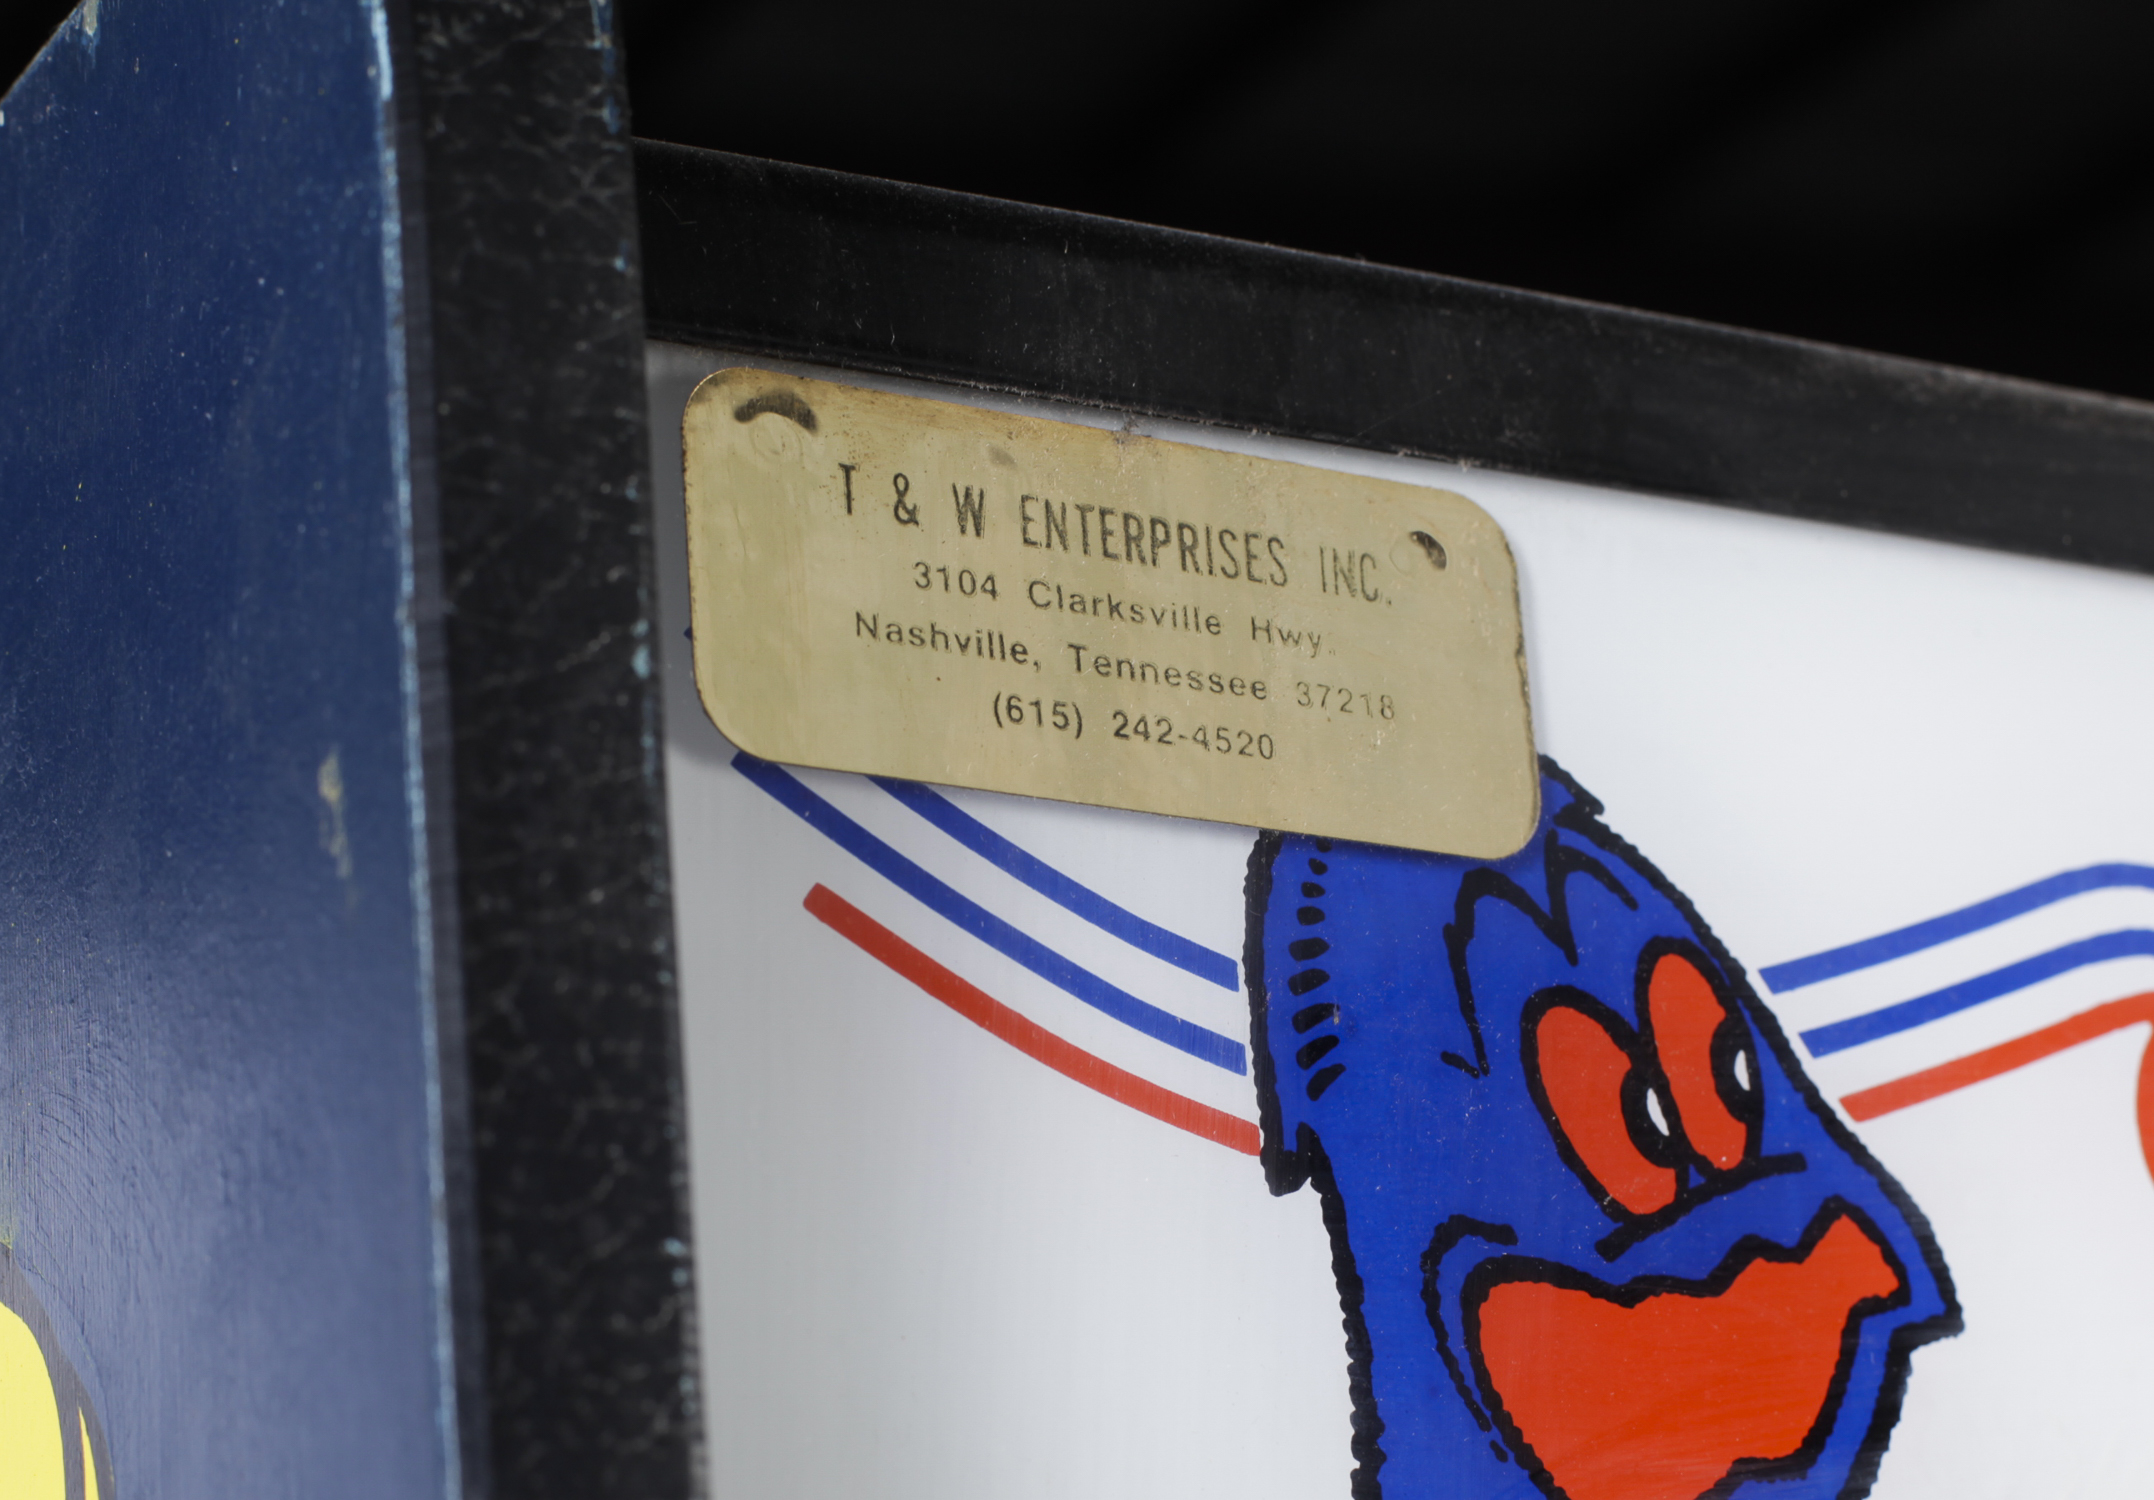 T & W ENTERPRISES INC.
3104 Clarksville Hwy.
Nashville, Tennessee 37218
(615) 242-4520